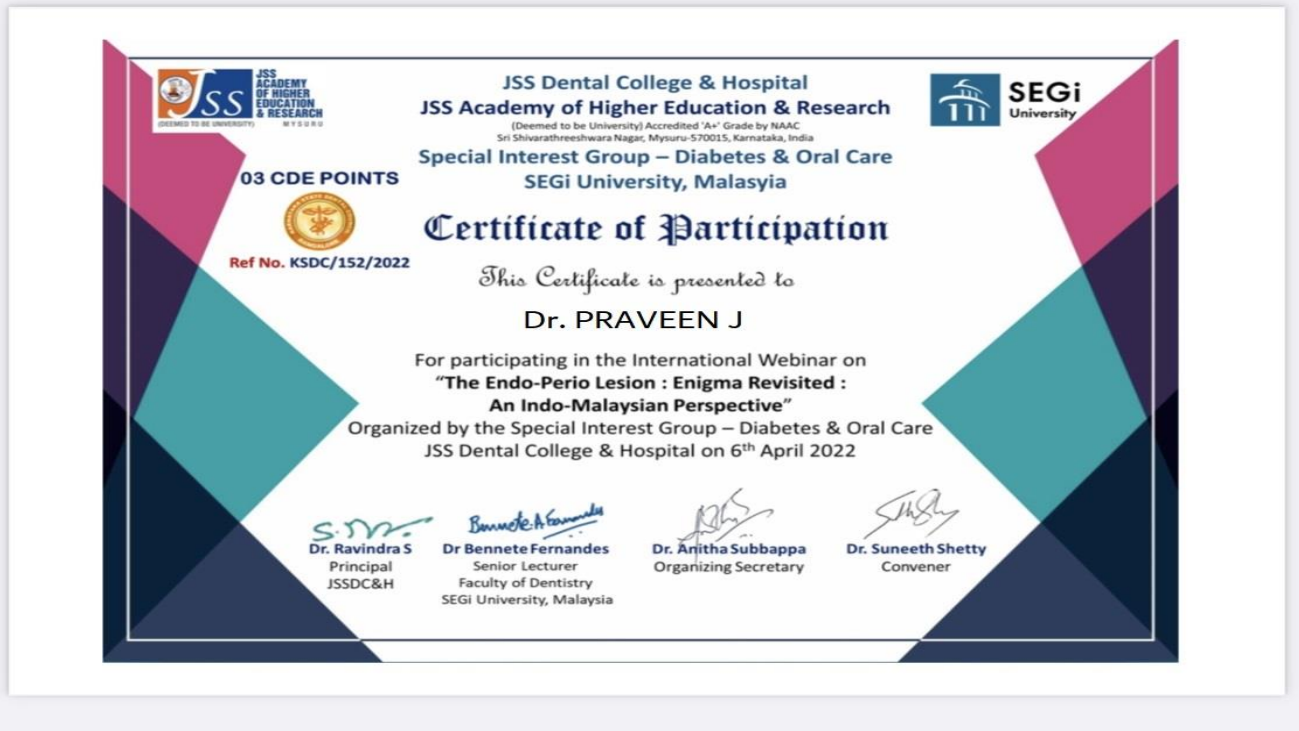 JSS
JSS
ACADEMY
OF HIGHER
EDUCATION
& RESEARCH
(DEEMED TO BE UNIVERSITY) MYSURU
JSS Dental College & Hospital
JSS Academy of Higher Education & Research
(Deemed to be University) Accredited 'A+' Grade by NAAC
Sri Shivarathreeshwara Nagar, Mysuru-570015, Karnataka, India
Special Interest Group – Diabetes & Oral Care
SEGi University, Malasyia
SEGi
University
03 CDE POINTS
BANGALORE
Ref No. KSDC/152/2022
Certificate of Participation
This Certificate is presented to
Dr. PRAVEEN J
For participating in the International Webinar on
“The Endo-Perio Lesion : Enigma Revisited :
An Indo-Malaysian Perspective”
Organized by the Special Interest Group – Diabetes & Oral Care
JSS Dental College & Hospital on 6th April 2022
Bennete.A Fernandes
Dr. Ravindra S
Principal
JSSDC&H
Dr Bennete Fernandes
Senior Lecturer
Faculty of Dentistry
SEGi University, Malaysia
Dr. Anitha Subbappa
Organizing Secretary
Dr. Suneeth Shetty
Convener